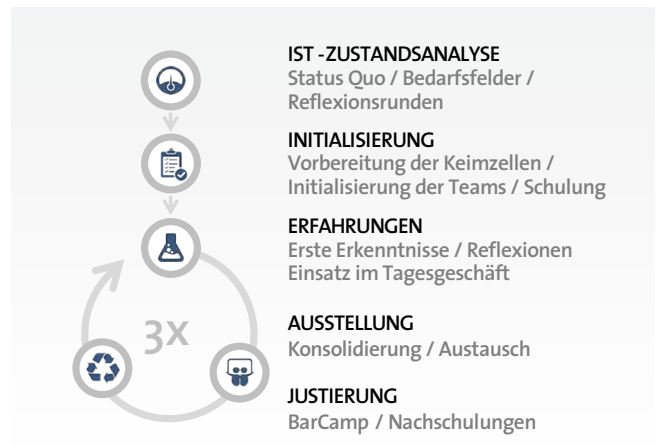 IST -ZUSTANDSANALYSE
Status Quo / Bedarfsfelder /
Reflexionsrunden
INITIALISIERUNG
Vorbereitung der Keimzellen /
Initialisierung der Teams / Schulung
ERFAHRUNGEN
Erste Erkenntnisse / Reflexionen
Einsatz im Tagesgeschäft
3x
AUSSTELLUNG
Konsolidierung / Austausch
JUSTIERUNG
BarCamp / Nachschulungen